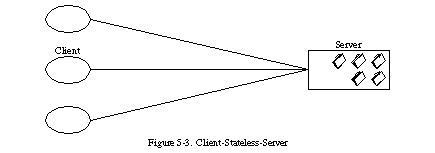 Server
Client
Figure 5-3. Client-Stateless-Server